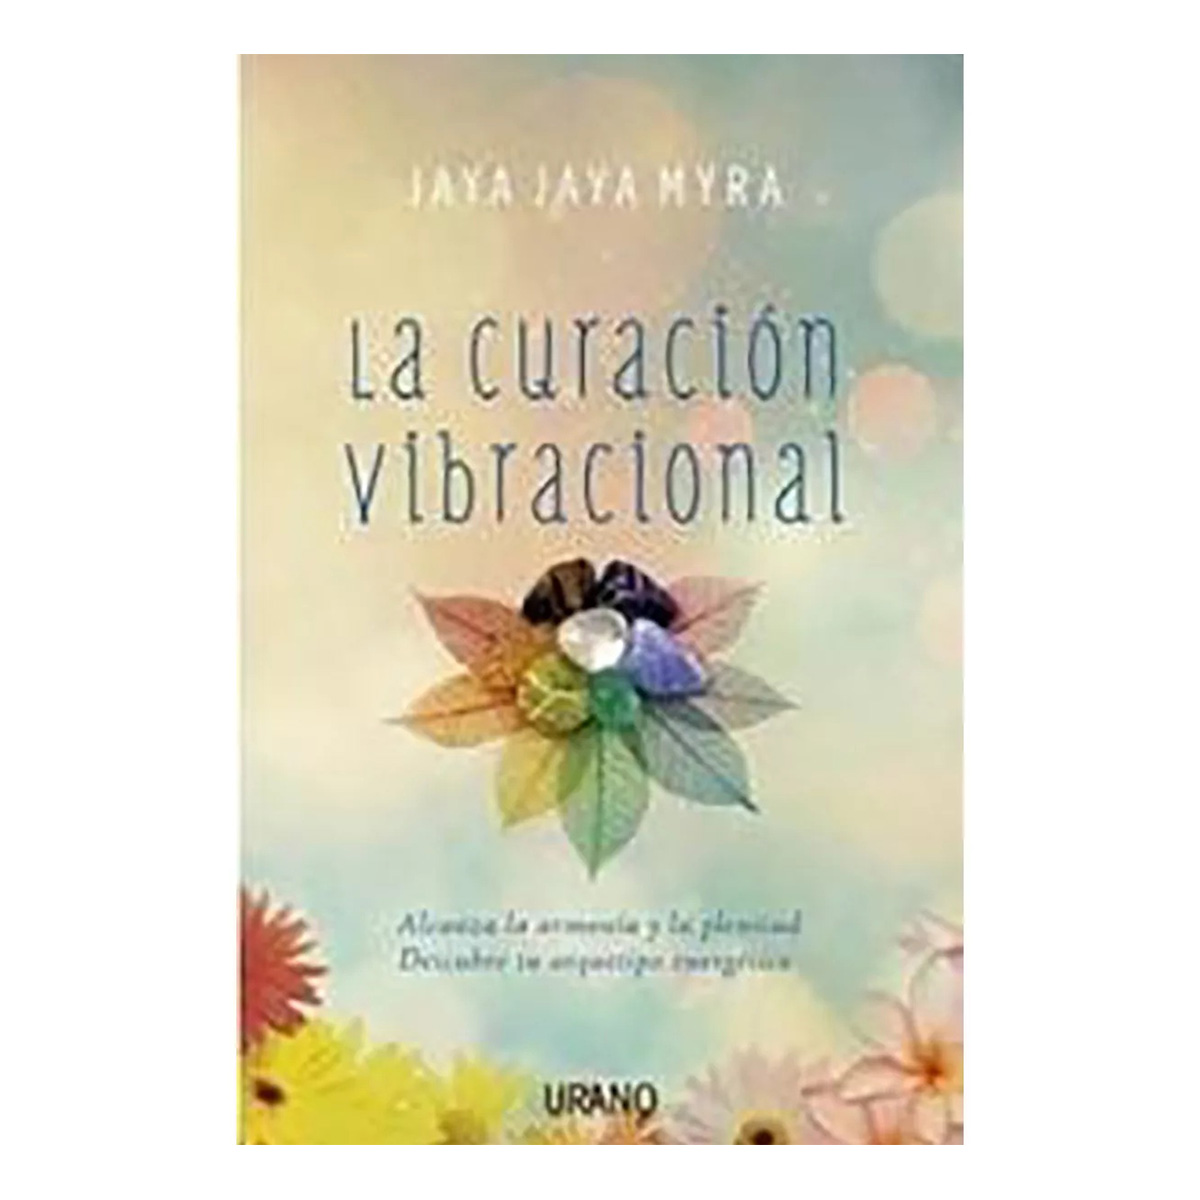 JAYA JAYA MYRA
La curación
vibracional
Alcanza la armonía y la plenitud
Descubre tu arquetipo energético
URANO